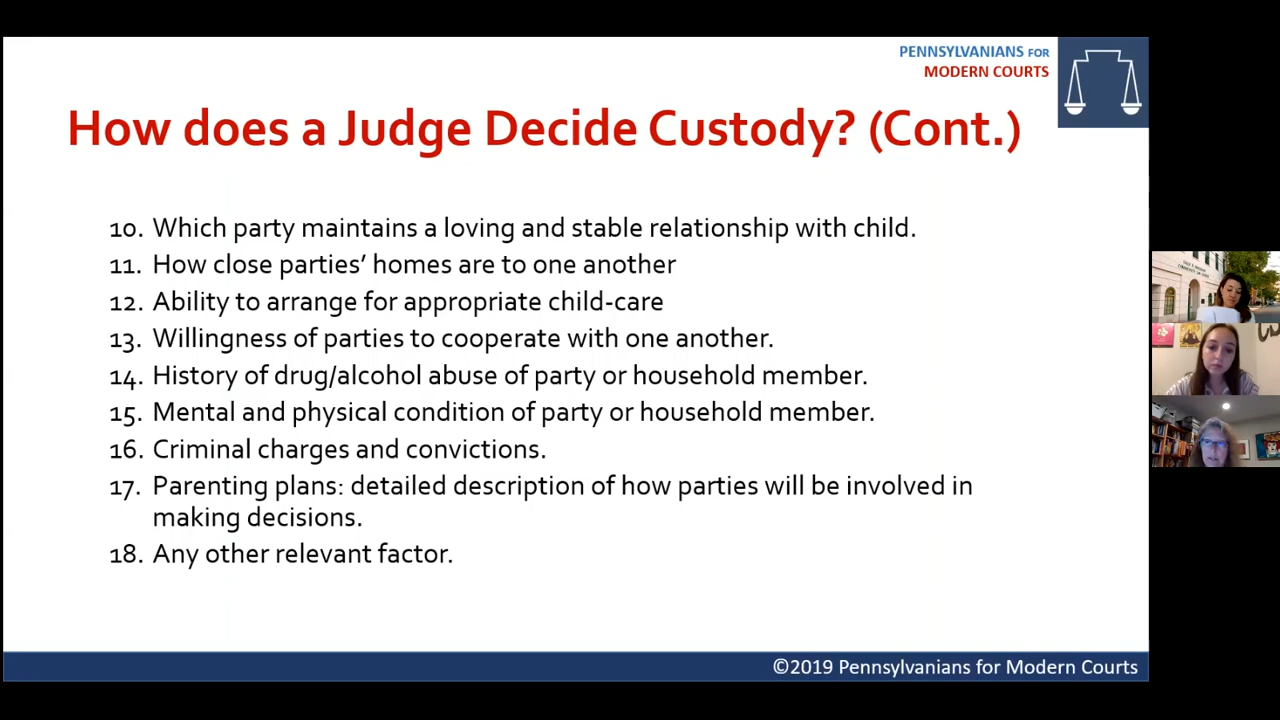 PENNSYLVANIANS FOR
MODERN COURTS
How does a Judge Decide Custody? (Cont.)
10. Which party maintains a loving and stable relationship with child.
11. How close parties’ homes are to one another
12. Ability to arrange for appropriate child-care
13. Willingness of parties to cooperate with one another.
14. History of drug/alcohol abuse of party or household member.
15. Mental and physical condition of party or household member.
16. Criminal charges and convictions.
17. Parenting plans: detailed description of how parties will be involved in
making decisions.
18. Any other relevant factor.
©2019 Pennsylvanians for Modern Courts